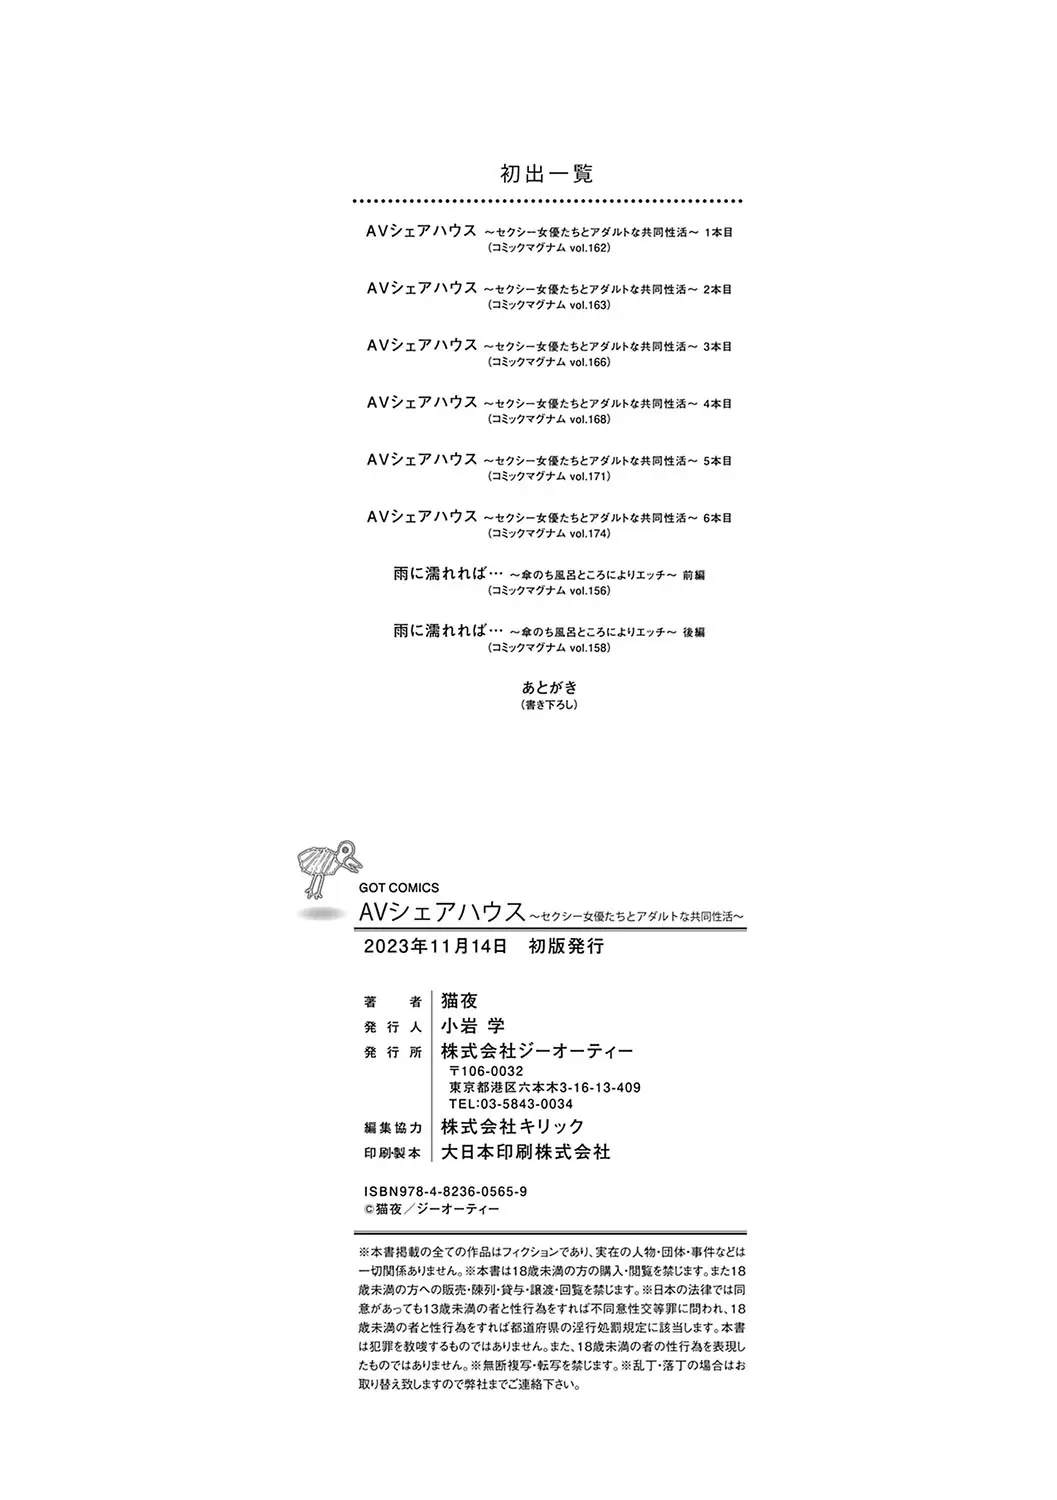 初出一覧
AVシェアハウス ～セクシー女優たちとアダルトな共同性活～ 1本目
(コミックマグナム vol.162)
AVシェアハウス ～セクシー女優たちとアダルトな共同性活～ 2本目
(コミックマグナム vol.163)
AVシェアハウス ～セクシー女優たちとアダルトな共同性活～ 3本目
(コミックマグナム vol.166)
AVシェアハウス ～セクシー女優たちとアダルトな共同性活～ 4本目
(コミックマグナム vol.168)
AVシェアハウス ～セクシー女優たちとアダルトな共同性活～ 5本目
(コミックマグナム vol.171)
AVシェアハウス ～セクシー女優たちとアダルトな共同性活～ 6本目
(コミックマグナム vol.174)
雨に濡れれば… ～傘のち風呂ところによりエッチ～ 前編
(コミックマグナム vol.156)
雨に濡れれば… ～傘のち風呂ところによりエッチ～ 後編
(コミックマグナム vol.158)
あとがき
(書き下ろし)
GOT COMICS
AVシェアハウス ～セクシー女優たちとアダルトな共同性活～
2023年11月14日 初版発行
著者 猫夜
発行人 小岩 学
発行所 株式会社ジーオーティー
〒106-0032
東京都港区六本木3-16-13-409
TEL:03-5843-0034
編集協力 株式会社キリック
印刷・製本 大日本印刷株式会社
ISBN978-4-8236-0565-9
©猫夜／ジーオーティー
※本書掲載の全ての作品はフィクションであり、実在の人物・団体・事件などは
一切関係ありません。※本書は18歳未満の方の購入・閲覧を禁じます。また18
歳未満の方への販売・陳列・貸与・譲渡・回覧を禁じます。※日本の法律では同
意があっても13歳未満の者と性行為をすれば不同意性交等罪に問われ、18
歳未満の者と性行為をすれば都道府県の淫行処罰規定に該当します。本書
は犯罪を教唆するものではありません。また、18歳未満の者の性行為を表現し
たものではありません。※無断複写・転写を禁じます。※乱丁・落丁の場合はお
取り替え致しますので弊社までご連絡下さい。